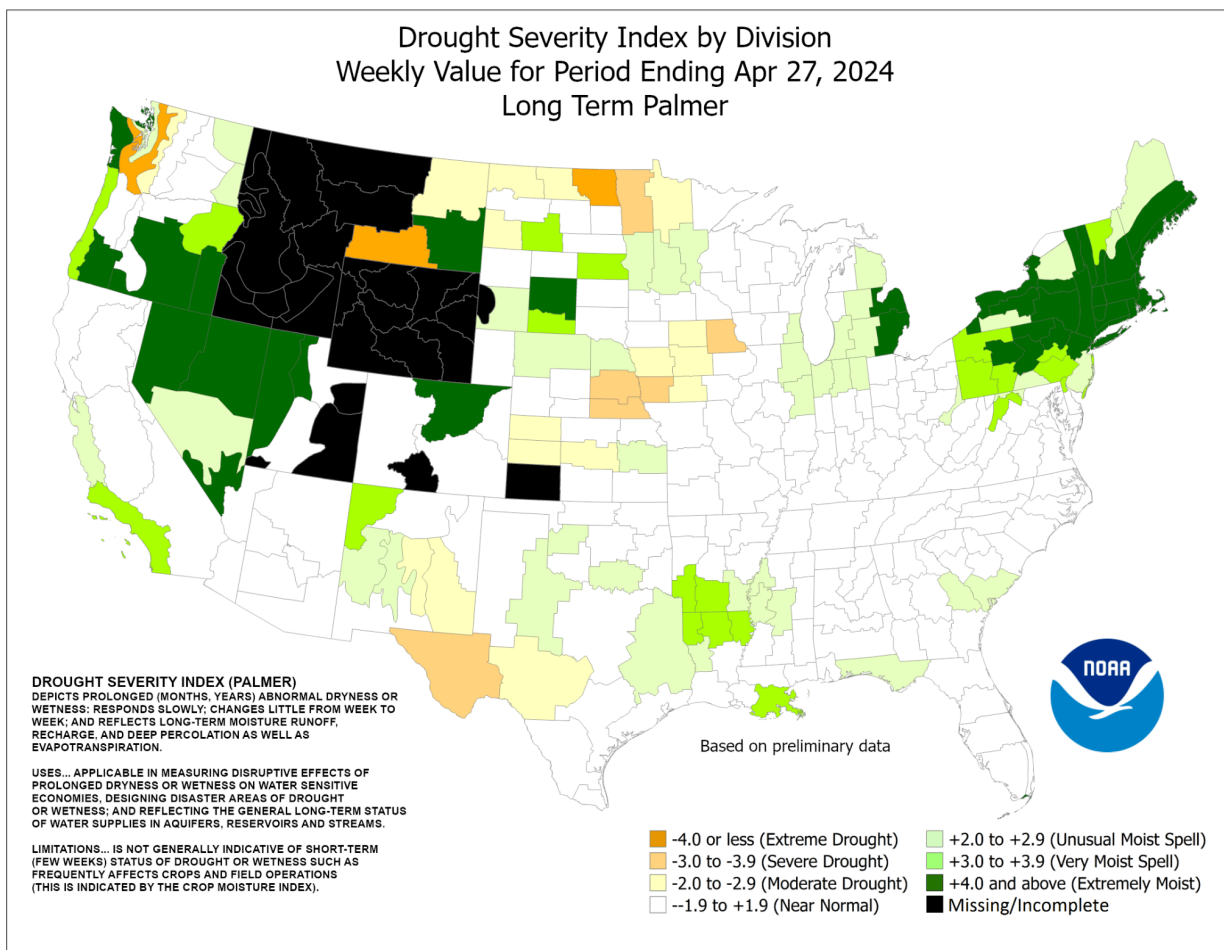 Drought Severity Index by Division
Weekly Value for Period Ending Apr 27, 2024
Long Term Palmer
DROUGHT SEVERITY INDEX (PALMER)
DEPICTS PROLONGED (MONTHS, YEARS) ABNORMAL DRYNESS OR
WETNESS: RESPONDS SLOWLY; CHANGES LITTLE FROM WEEK TO
WEEK; AND REFLECTS LONG-TERM MOISTURE RUNOFF,
RECHARGE, AND DEEP PERCOLATION AS WELL AS
EVAPOTRANSPIRATION.
USES... APPLICABLE IN MEASURING DISRUPTIVE EFFECTS OF
PROLONGED DRYNESS OR WETNESS ON WATER SENSITIVE
ECONOMIES, DESIGNING DISASTER AREAS OF DROUGHT
OR WETNESS; AND REFLECTING THE GENERAL LONG-TERM STATUS
OF WATER SUPPLIES IN AQUIFERS, RESERVOIRS AND STREAMS.
LIMITATIONS... IS NOT GENERALLY INDICATIVE OF SHORT-TERM
(FEW WEEKS) STATUS OF DROUGHT OR WETNESS SUCH AS
FREQUENTLY AFFECTS CROPS AND FIELD OPERATIONS
(THIS IS INDICATED BY THE CROP MOISTURE INDEX).
NOAA
Based on preliminary data
-4.0 or less (Extreme Drought)
-3.0 to -3.9 (Severe Drought)
-2.0 to -2.9 (Moderate Drought)
--1.9 to +1.9 (Near Normal)
+2.0 to +2.9 (Unusual Moist Spell)
+3.0 to +3.9 (Very Moist Spell)
+4.0 and above (Extremely Moist)
Missing/Incomplete